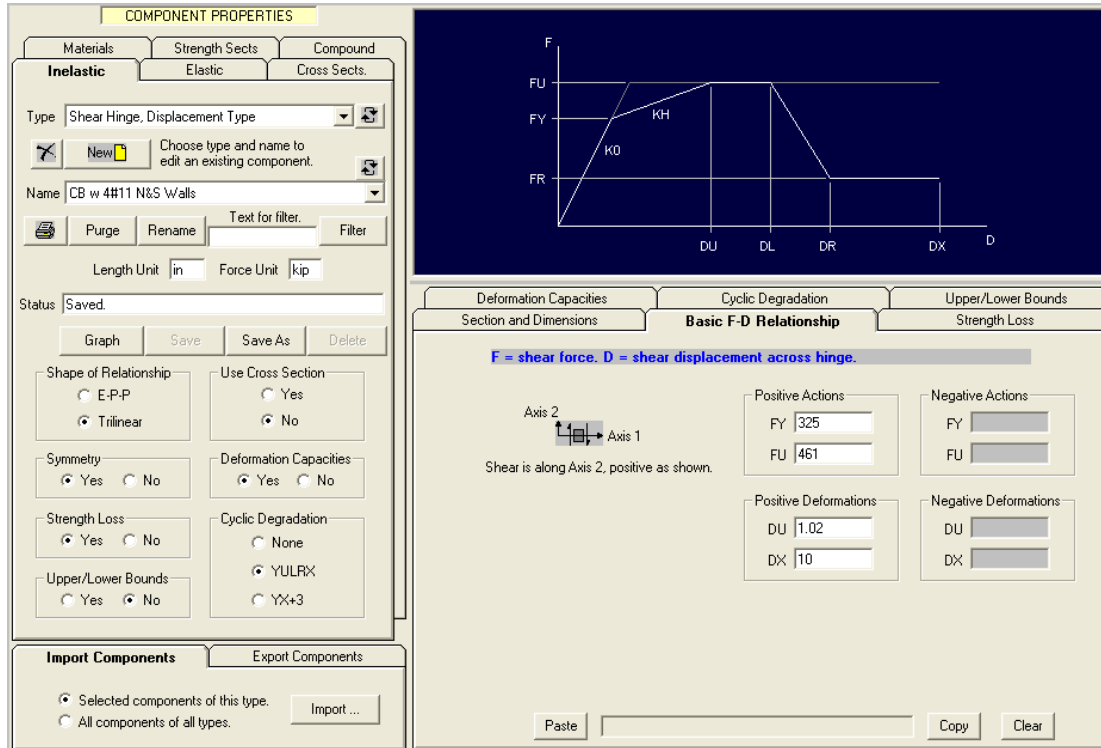 COMPONENT PROPERTIES
Materials Strength Sects Compound
Inelastic Elastic Cross Sects.
Type Shear Hinge, Displacement Type
New Choose type and name to
edit an existing component.
Name CB w 4#11 N&S Walls
Text for filter.
Purge Rename Filter
Length Unit in Force Unit kip
Status Saved.
Graph Save Save As Delete
Shape of Relationship
E-P-P
Trilinear
Use Cross Section
Yes
No
Symmetry
Yes No
Deformation Capacities
Yes No
Strength Loss
Yes No
Cyclic Degradation
None
YULRX
YX+3
Upper/Lower Bounds
Yes No
Import Components Export Components
Selected components of this type.
All components of all types.
Import ...
F
FU
FY
KH
K0
FR
DU DL DR DX D
Deformation Capacities Cyclic Degradation Upper/Lower Bounds
Section and Dimensions Basic F-D Relationship Strength Loss
F = shear force. D = shear displacement across hinge.
Axis 2
Axis 1
Shear is along Axis 2, positive as shown.
Positive Actions
FY 325
FU 461
Negative Actions
FY
FU
Positive Deformations
DU 1.02
DX 10
Negative Deformations
DU
DX
Paste Copy Clear